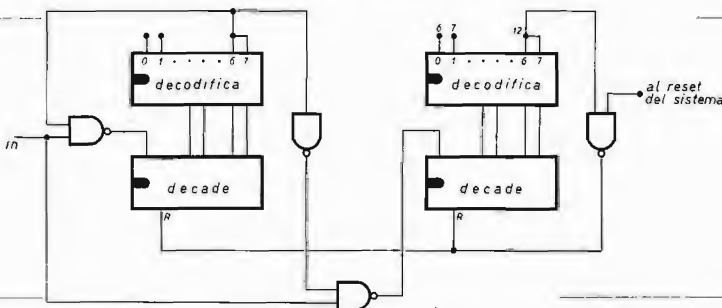 6 7
12
0 1 · · · · 6 7
0 1 · · · · 6 7
decodifica
decodifica
al reset
del sistema
in
decade
decade
R
R